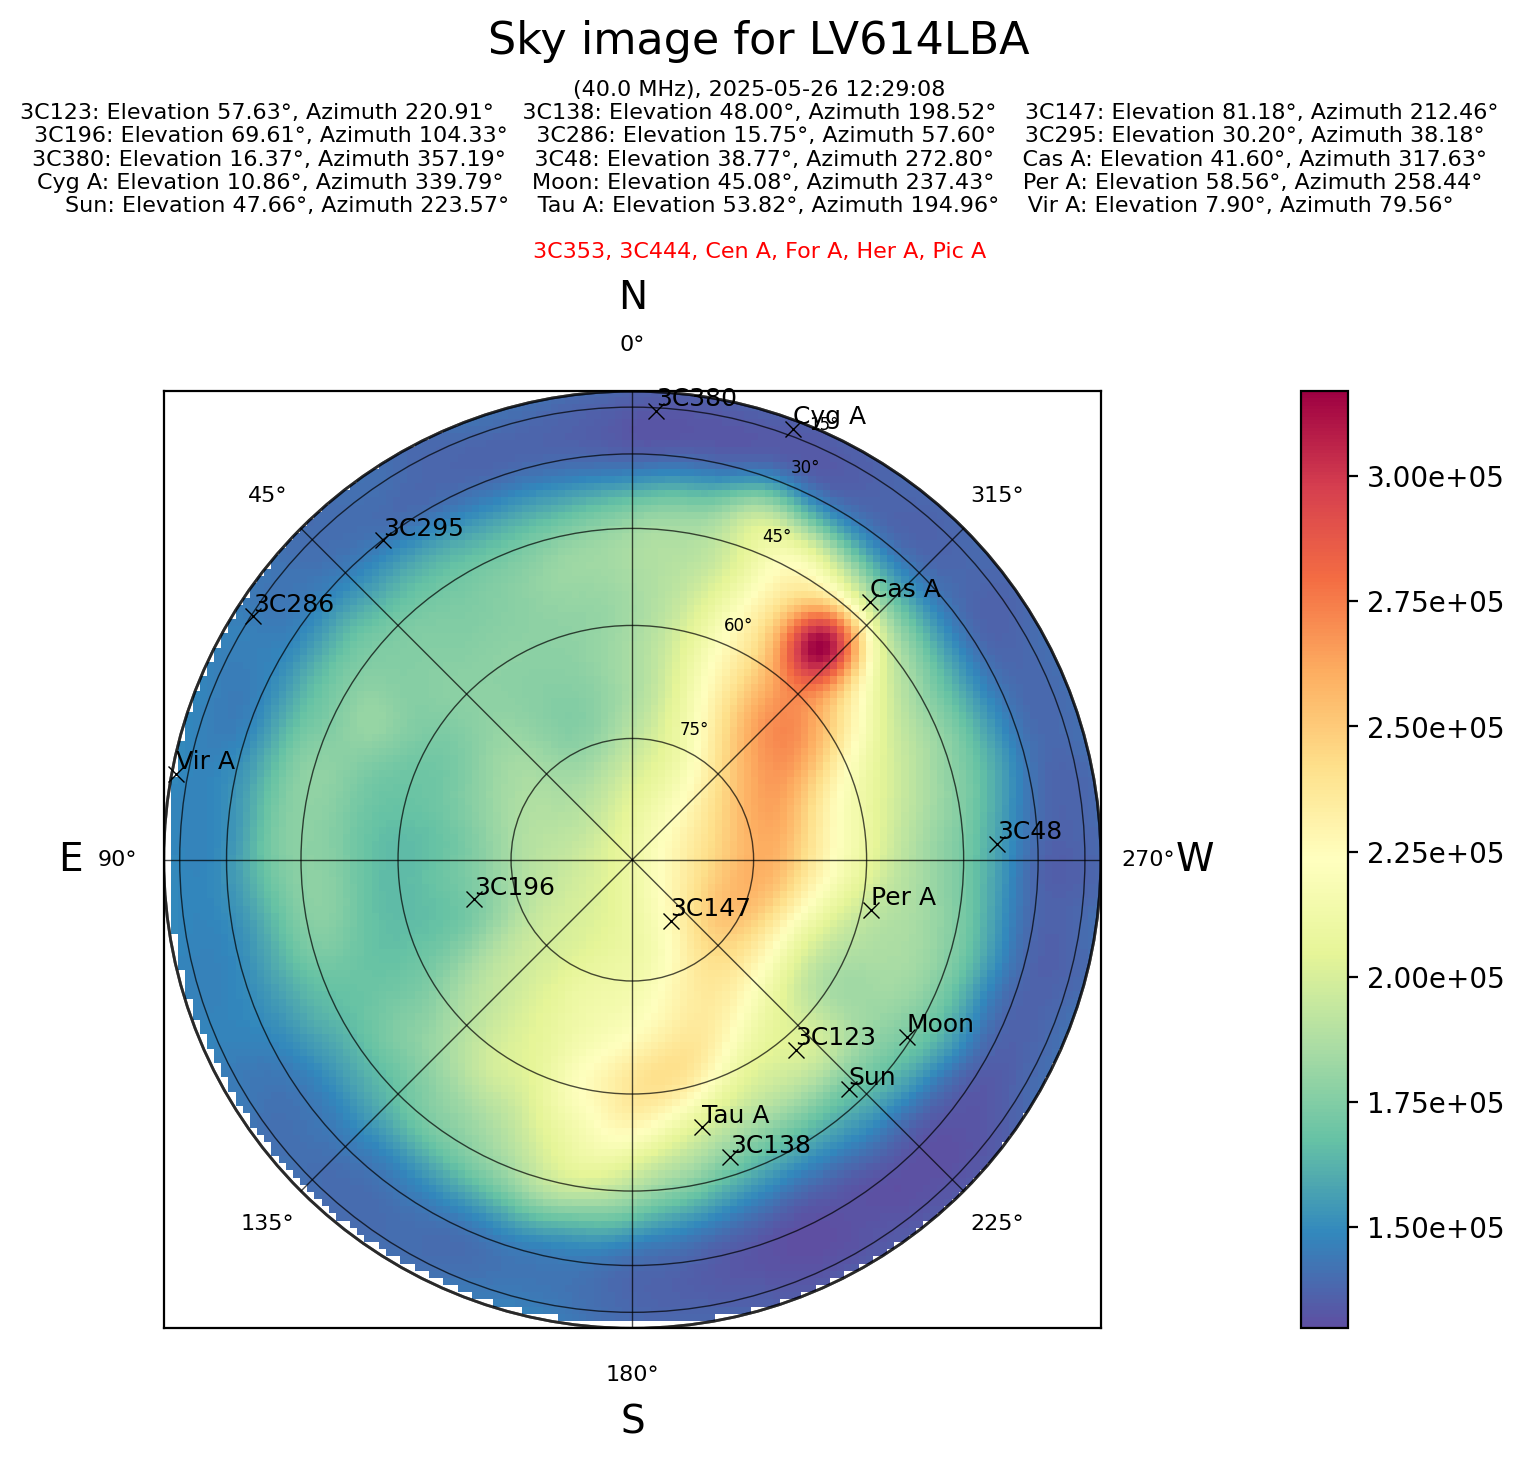 Sky image for LV614LBA
(40.0 MHz), 2025-05-26 12:29:08
3C123: Elevation 57.63°, Azimuth 220.91° 3C138: Elevation 48.00°, Azimuth 198.52° 3C147: Elevation 81.18°, Azimuth 212.46°
3C196: Elevation 69.61°, Azimuth 104.33° 3C286: Elevation 15.75°, Azimuth 57.60° 3C295: Elevation 30.20°, Azimuth 38.18°
3C380: Elevation 16.37°, Azimuth 357.19° 3C48: Elevation 38.77°, Azimuth 272.80° Cas A: Elevation 41.60°, Azimuth 317.63°
Cyg A: Elevation 10.86°, Azimuth 339.79° Moon: Elevation 45.08°, Azimuth 237.43° Per A: Elevation 58.56°, Azimuth 258.44°
Sun: Elevation 47.66°, Azimuth 223.57° Tau A: Elevation 53.82°, Azimuth 194.96° Vir A: Elevation 7.90°, Azimuth 79.56°
3C353, 3C444, Cen A, For A, Her A, Pic A
N
0°
3C380
Cyg A
15°
30°
45°
315°
3C295
45°
Cas A
3C286
60°
75°
Vir A
3C48
E 90°
270° W
3C196
Per A
3C147
Moon
3C123
Sun
Tau A
3C138
135°
225°
180°
S
3.00e+05
2.75e+05
2.50e+05
2.25e+05
2.00e+05
1.75e+05
1.50e+05